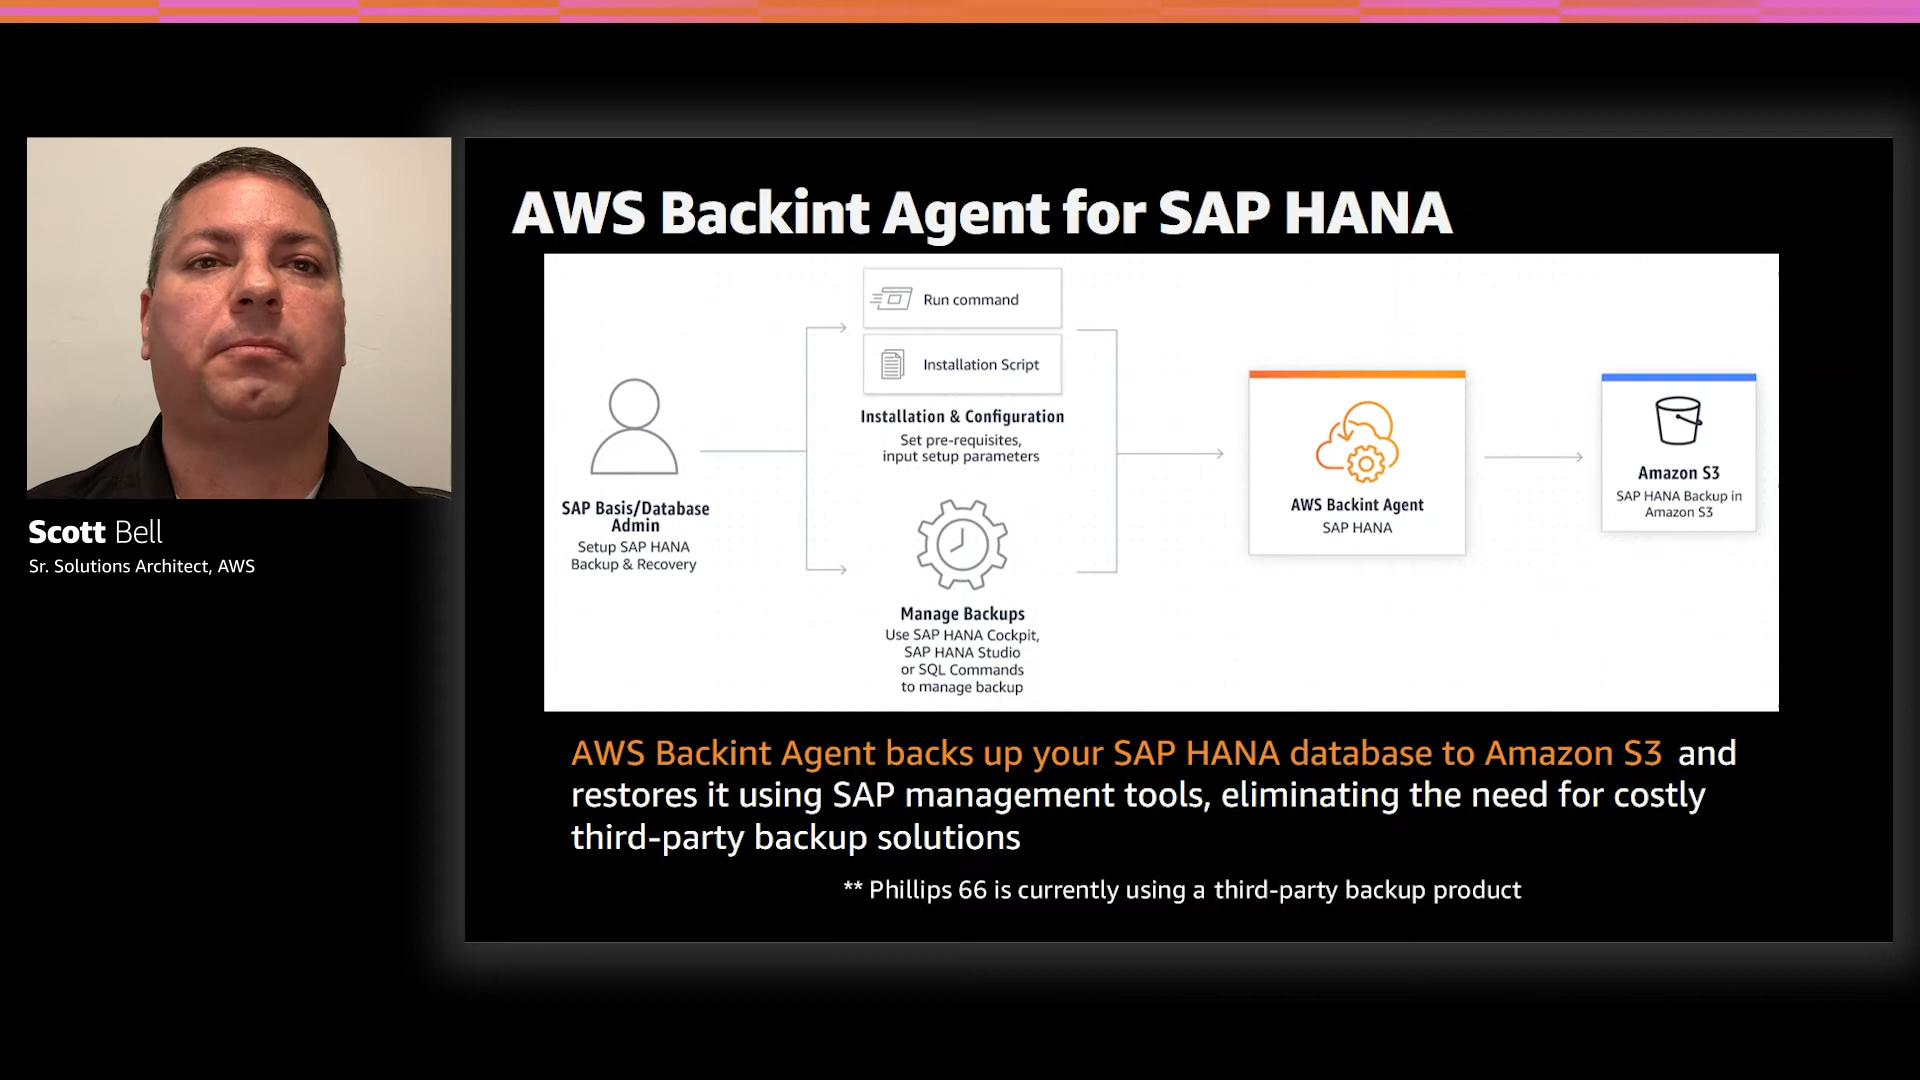 AWS Backint Agent for SAP HANA
Run command
Installation Script
Installation & Configuration
Set pre-requisites,
input setup parameters
SAP Basis/Database
Admin
Setup SAP HANA
Backup & Recovery
Manage Backups
Use SAP HANA Cockpit,
SAP HANA Studio
or SQL Commands
to manage backup
AWS Backint Agent
SAP HANA
Amazon S3
SAP HANA Backup in
Amazon S3
AWS Backint Agent backs up your SAP HANA database to Amazon S3 and
restores it using SAP management tools, eliminating the need for costly
third-party backup solutions
** Phillips 66 is currently using a third-party backup product
Scott Bell
Sr. Solutions Architect, AWS